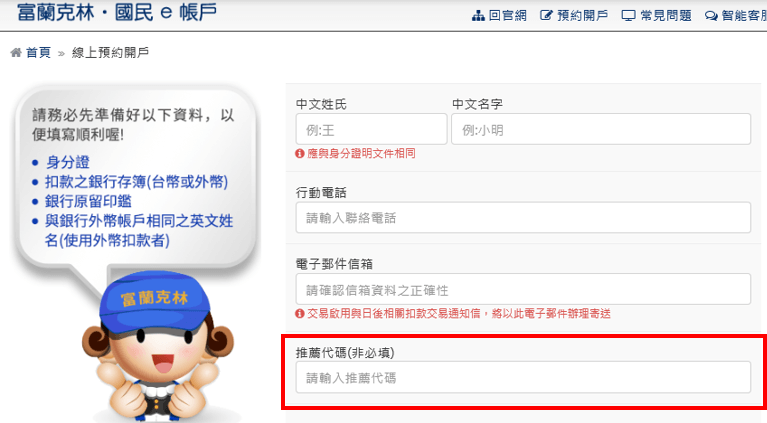 富蘭克林・國民 e 帳戶
回官網 預約開戶 常見問題 智能客服
首頁 » 線上預約開戶
請務必先準備好以下資料，以
便填寫順利喔!
• 身分證
• 扣款之銀行存簿(台幣或外幣)
• 銀行原留印鑑
• 與銀行外幣帳戶相同之英文姓
名(使用外幣扣款者)
富蘭克林
中文姓氏 中文名字
例:王 例:小明
應與身分證明文件相同
行動電話
請輸入聯絡電話
電子郵件信箱
請確認信箱資料之正確性
交易啟用與日後相關扣款交易通知信，將以此電子郵件辦理寄送
推薦代碼(非必填)
請輸入推薦代碼